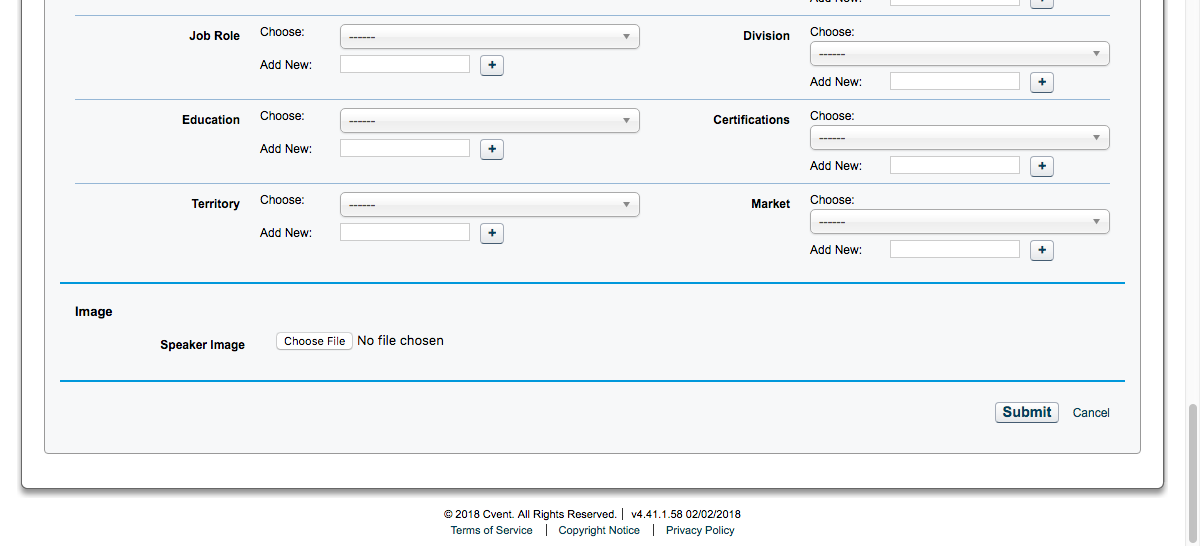 Add New: +
Job Role Choose: ------ Division Choose: ------
Add New: + Add New: +
Education Choose: ------ Certifications Choose: ------
Add New: + Add New: +
Territory Choose: ------ Market Choose: ------
Add New: + Add New: +
Image
Speaker Image Choose File No file chosen
Submit Cancel
© 2018 Cvent. All Rights Reserved. | v4.41.1.58 02/02/2018
Terms of Service | Copyright Notice | Privacy Policy